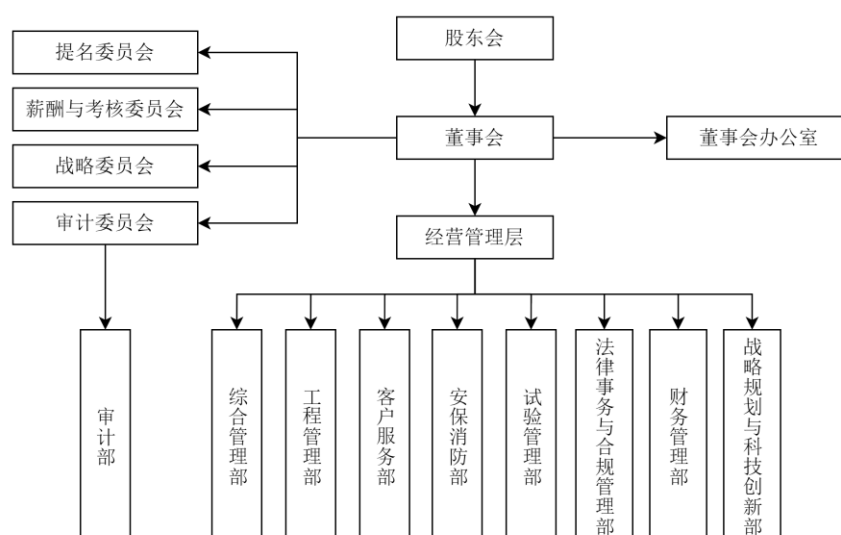 股东会
提名委员会
薪酬与考核委员会
董事会
董事会办公室
战略委员会
审计委员会
经营管理层
审计部
综合管理部
工程管理部
客户服务部
安保消防部
试验管理部
法律事务与合规管理部
财务管理部
战略规划与科技创新部